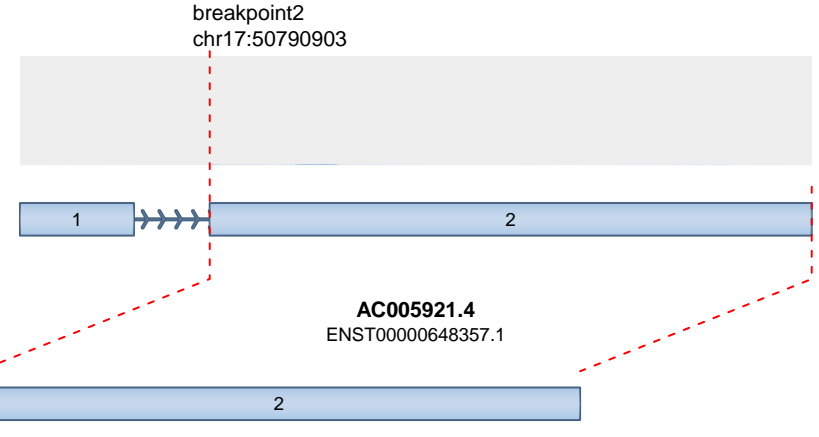 breakpoint2
chr17:50790903
1
2
AC005921.4
ENST00000648357.1
2